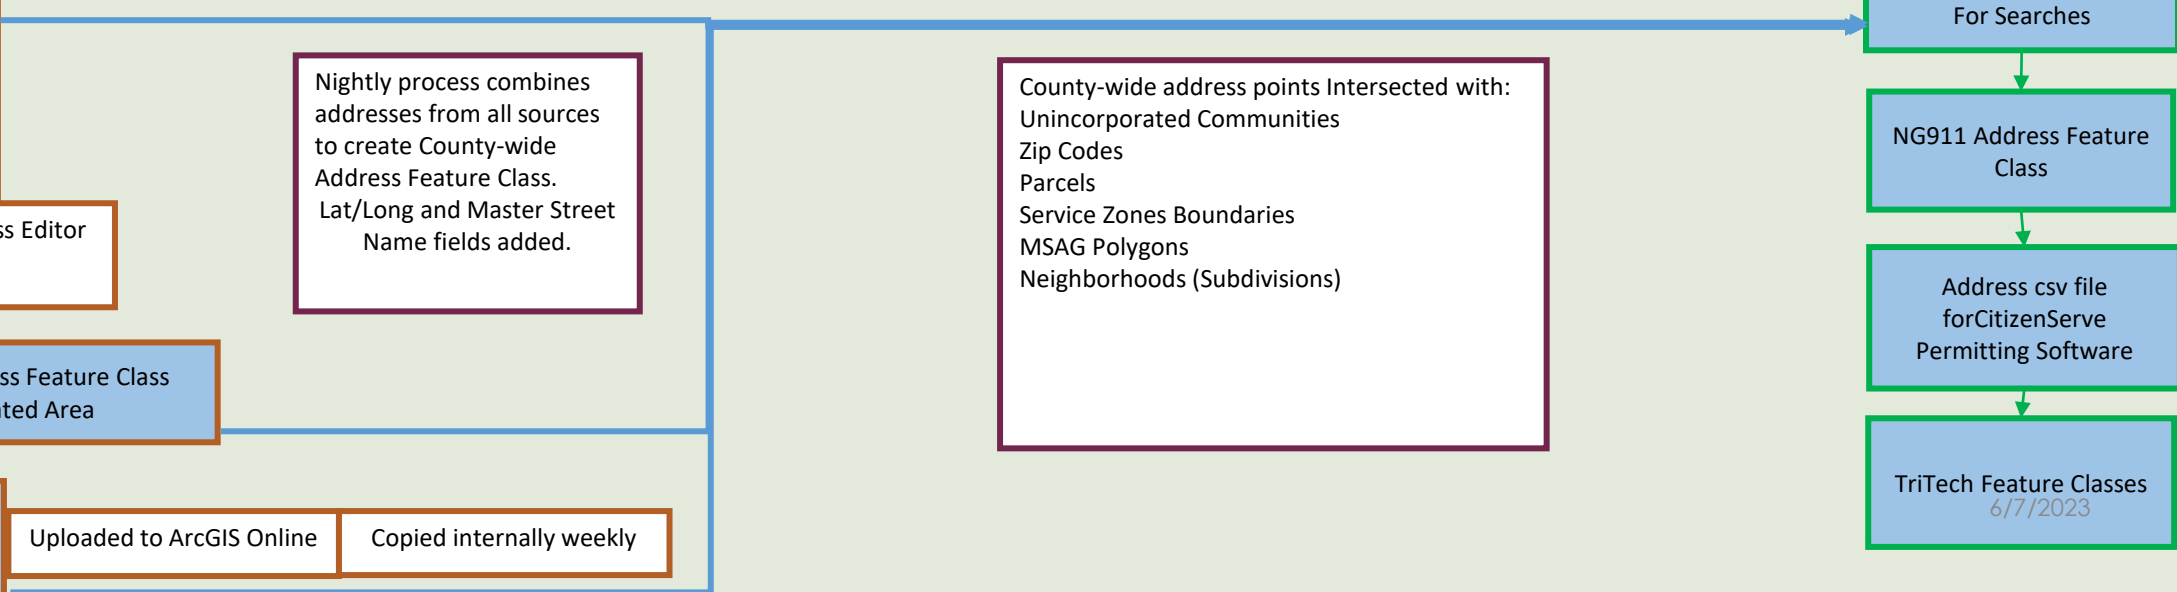 For Searches
Nightly process combines
addresses from all sources
to create County-wide
Address Feature Class.
Lat/Long and Master Street
Name fields added.
County-wide address points Intersected with:
Unincorporated Communities
Zip Codes
Parcels
Service Zones Boundaries
MSAG Polygons
Neighborhoods (Subdivisions)
NG911 Address Feature
Class
ss Editor
Address csv file
forCitizenServe
Permitting Software
ss Feature Class
ated Area
TriTech Feature Classes
6/7/2023
Uploaded to ArcGIS Online
Copied internally weekly